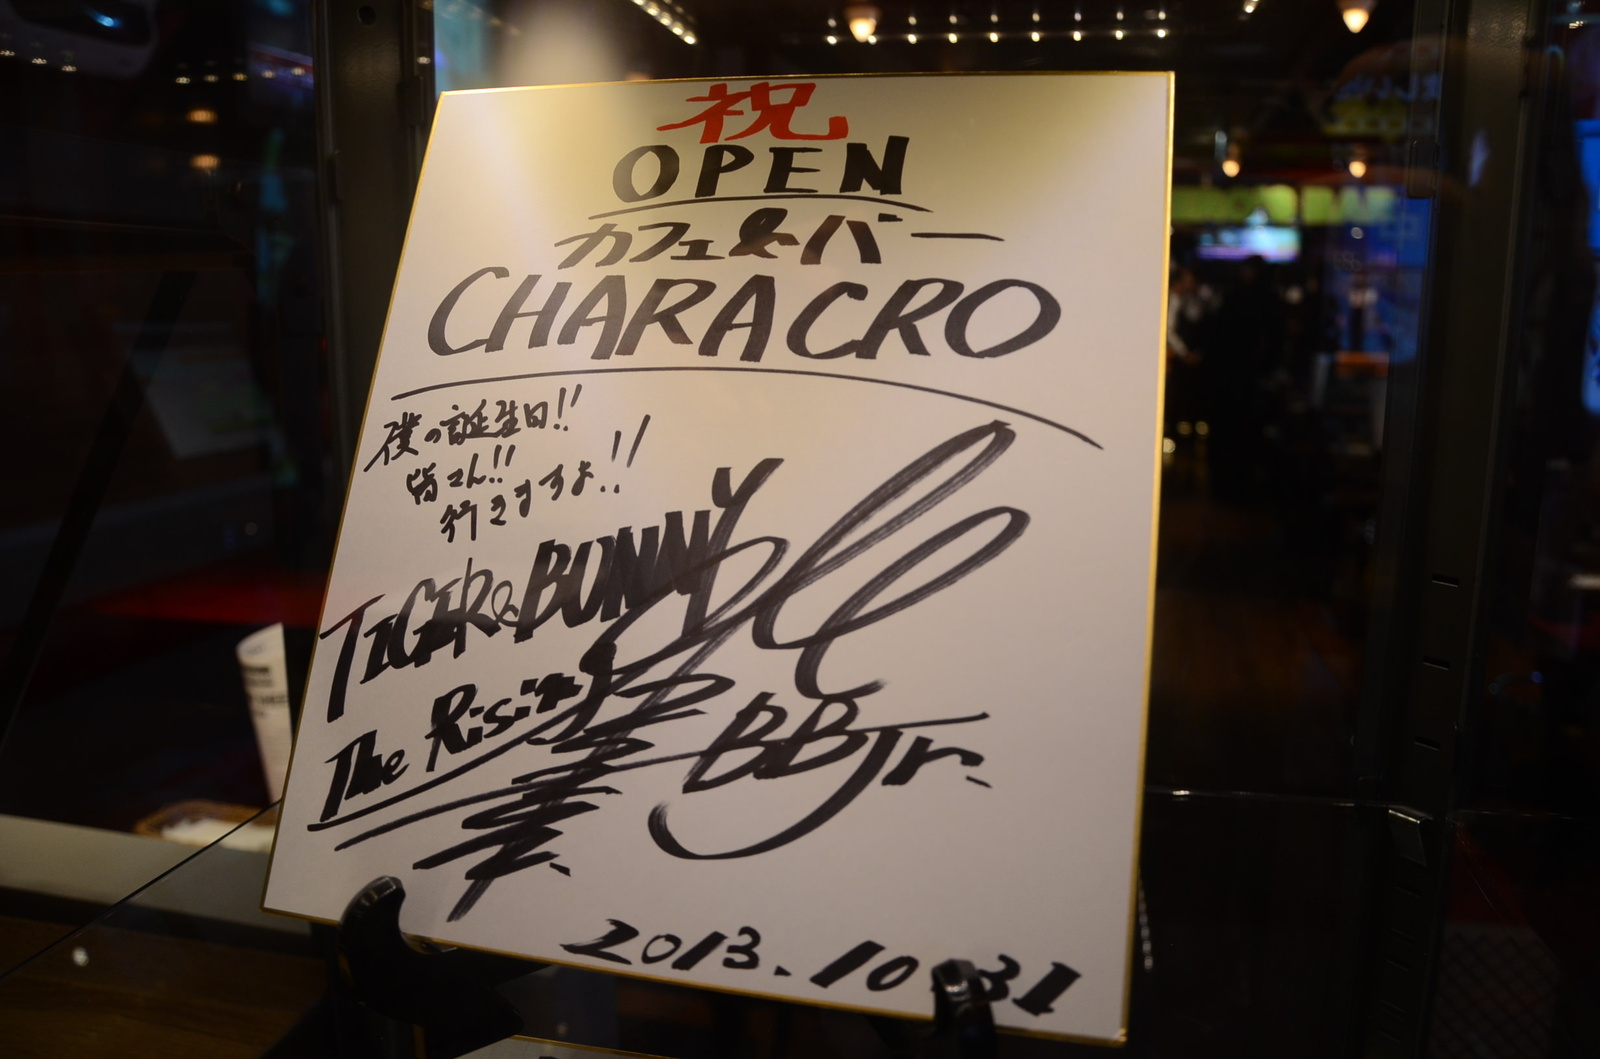 祝
OPEN
カフェ&バー
CHARACRO
僕の誕生日!!
皆さん!!
行きますよ!!
TIGER&BUNNY
The Rising
BBJr.
2013.10.31